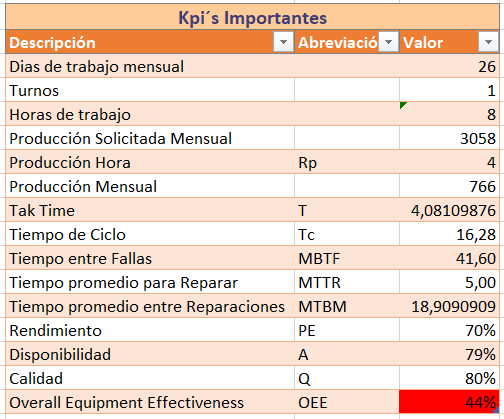 Kpi´s Importantes
Descripción Abreviació Valor
Dias de trabajo mensual 26
Turnos 1
Horas de trabajo 8
Producción Solicitada Mensual 3058
Producción Hora Rp 4
Producción Mensual 766
Tak Time T 4,08109876
Tiempo de Ciclo Tc 16,28
Tiempo entre Fallas MBTF 41,60
Tiempo promedio para Reparar MTTR 5,00
Tiempo promedio entre Reparaciones MTBM 18,9090909
Rendimiento PE 70%
Disponibilidad A 79%
Calidad Q 80%
Overall Equipment Effectiveness OEE 44%